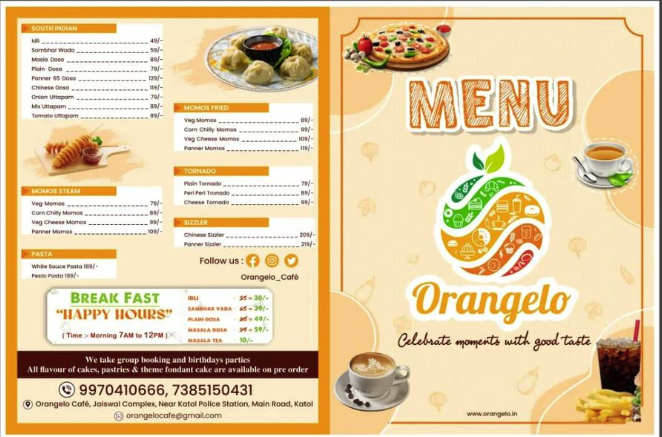 SOUTH INDIAN
Idli 49/-
Sambhar Wada 59/-
Masla Dosa 89/-
Plain Dosa 79/-
Panner 65 Dosa 129/-
Chinese Dosa 119/-
Onion Uttapam 79/-
Mix Uttapam 89/-
Tomato Uttapam 89/-
MOMOS STEAM
Veg Momos 79/-
Corn Chilly Momos 89/-
Veg Cheese Momos 99/-
Panner Momos 109/-
PASTA
White Sauce Pasta 189/-
Pesto Pasta 199/-
MOMOS FRIED
Veg Momos 89/-
Corn Chilly Momos 99/-
Veg Cheese Momos 109/-
Panner Momos 119/-
TORNADO
Plain Tornado 79/-
Peri Peri Tronado 89/-
Cheese Tornado 99/-
SIZZLER
Chinese Sizzler 209/-
Panner Sizzler 219/-
Follow us :
Orangelo_Café
BREAK FAST
"HAPPY HOURS"
( Time :- Morning 7AM to 12PM )
IDLI = 30/-
SAMBHAR VADA = 39/-
PLAIN DOSA = 49/-
MASALA DOSA = 59/-
MASALA TEA 10/-
We take group booking and birthdays parties
All flavour of cakes, pastries & theme fondant cake are available on pre order
9970410666, 7385150431
Orangelo Café, Jaiswal Complex, Near Katol Police Station, Main Road, Katol
orangelocafe@gmail.com
MENU
Orangelo
Celebrate moments with good taste
www.orangelo.in